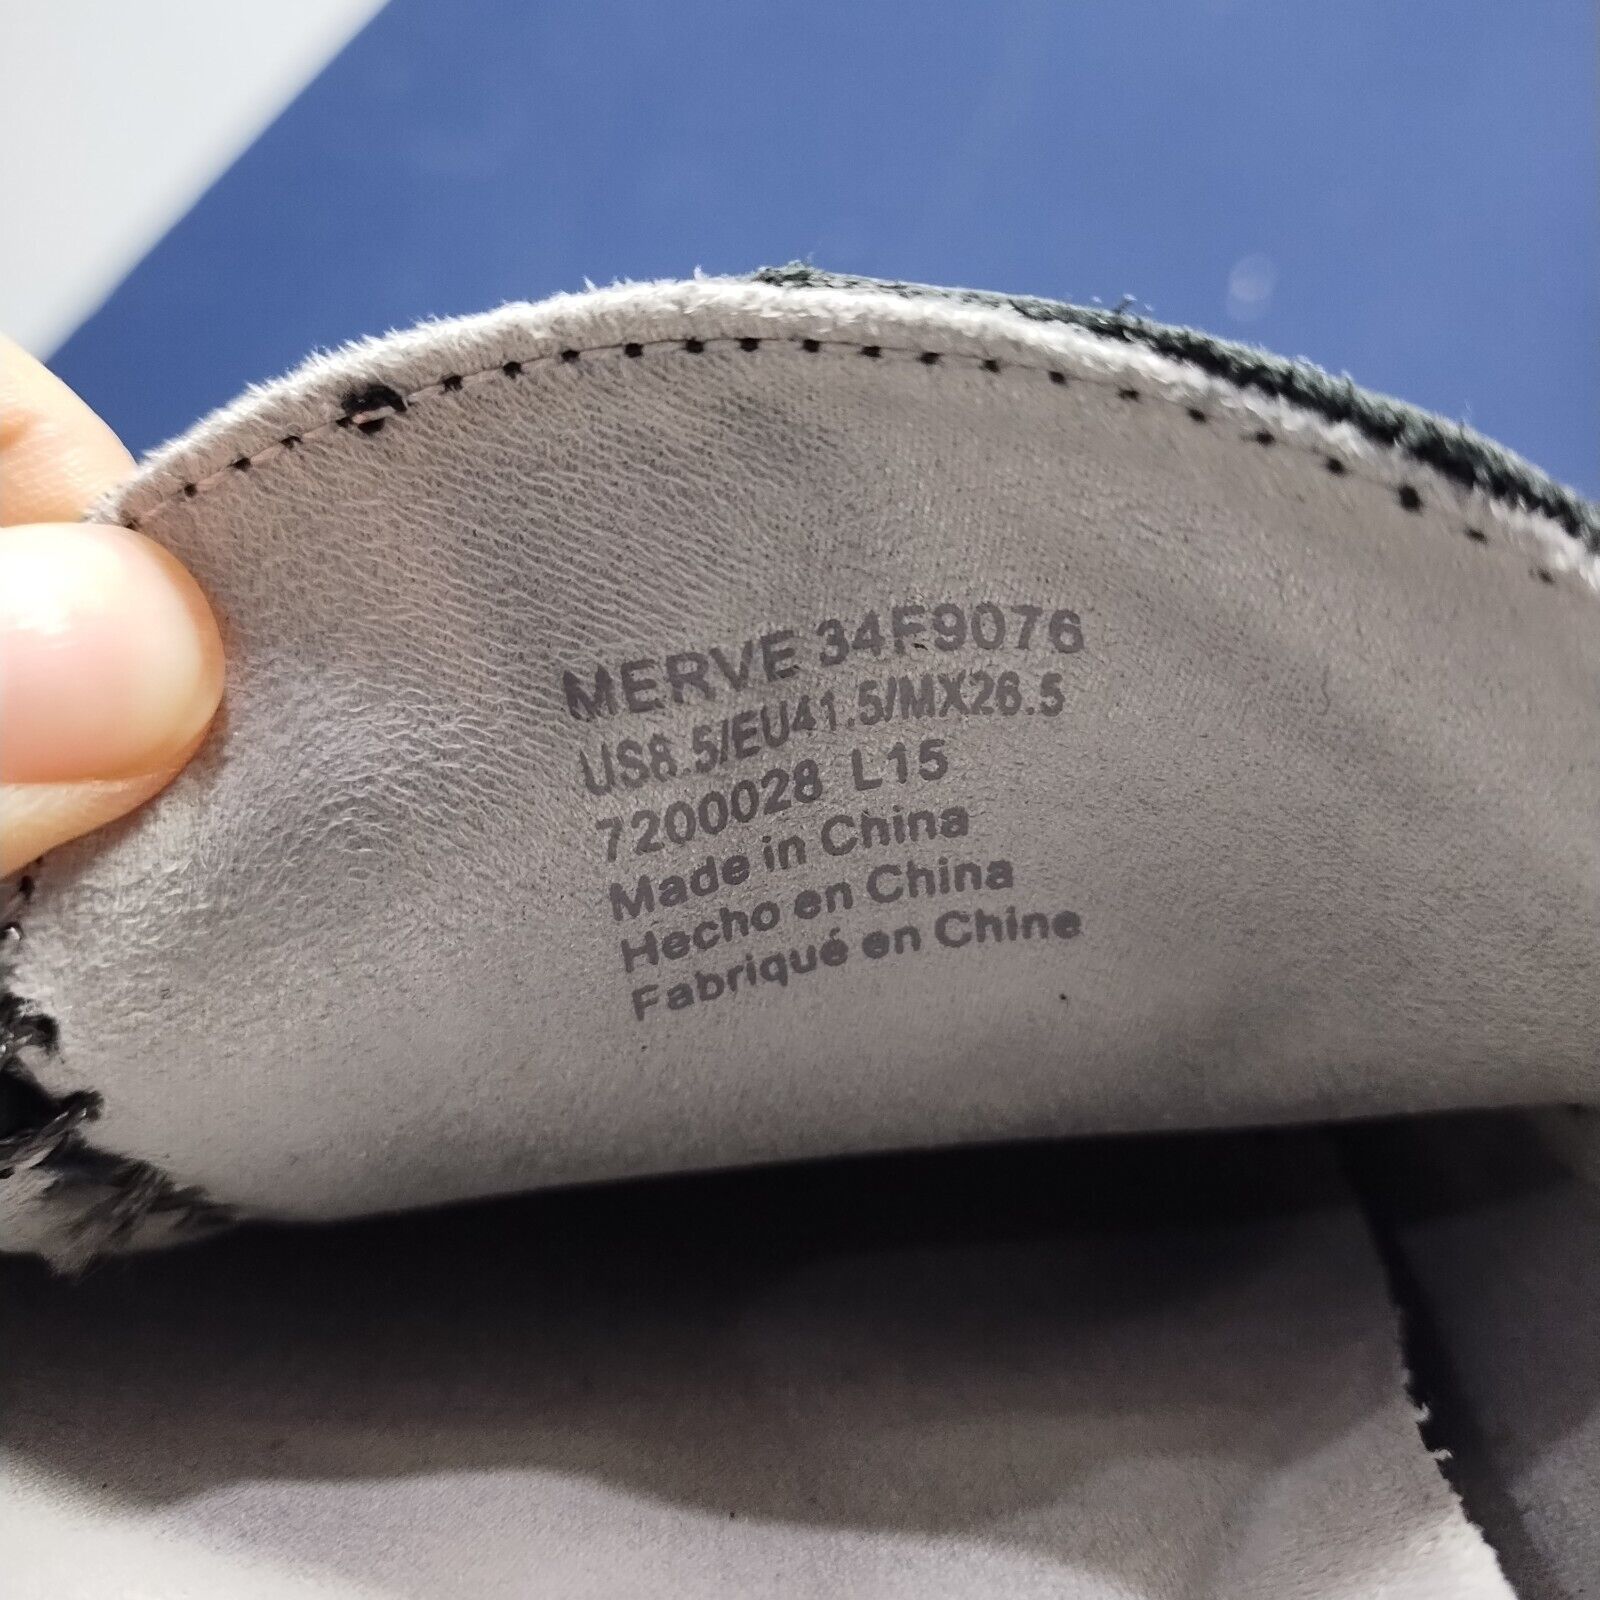 MERVE 34F9076
US8.5/EU41.5/MX26.5
7200028 L15
Made in China
Hecho en China
Fabriqué en Chine